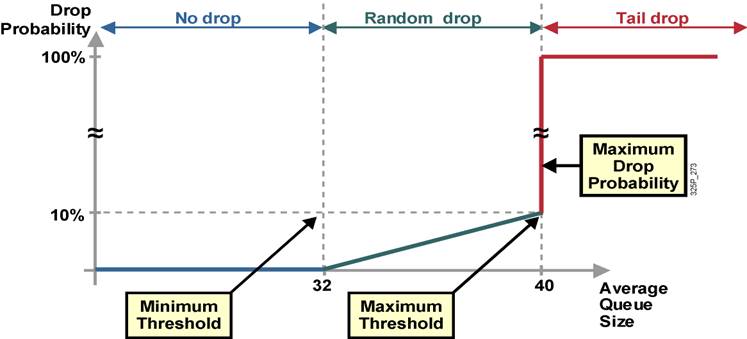 Drop
Probability
No drop
Random drop
Tail drop
100%
≈
≈
Maximum
Drop
Probability
325P_273
10%
32
40
Minimum
Threshold
Maximum
Threshold
Average
Queue
Size